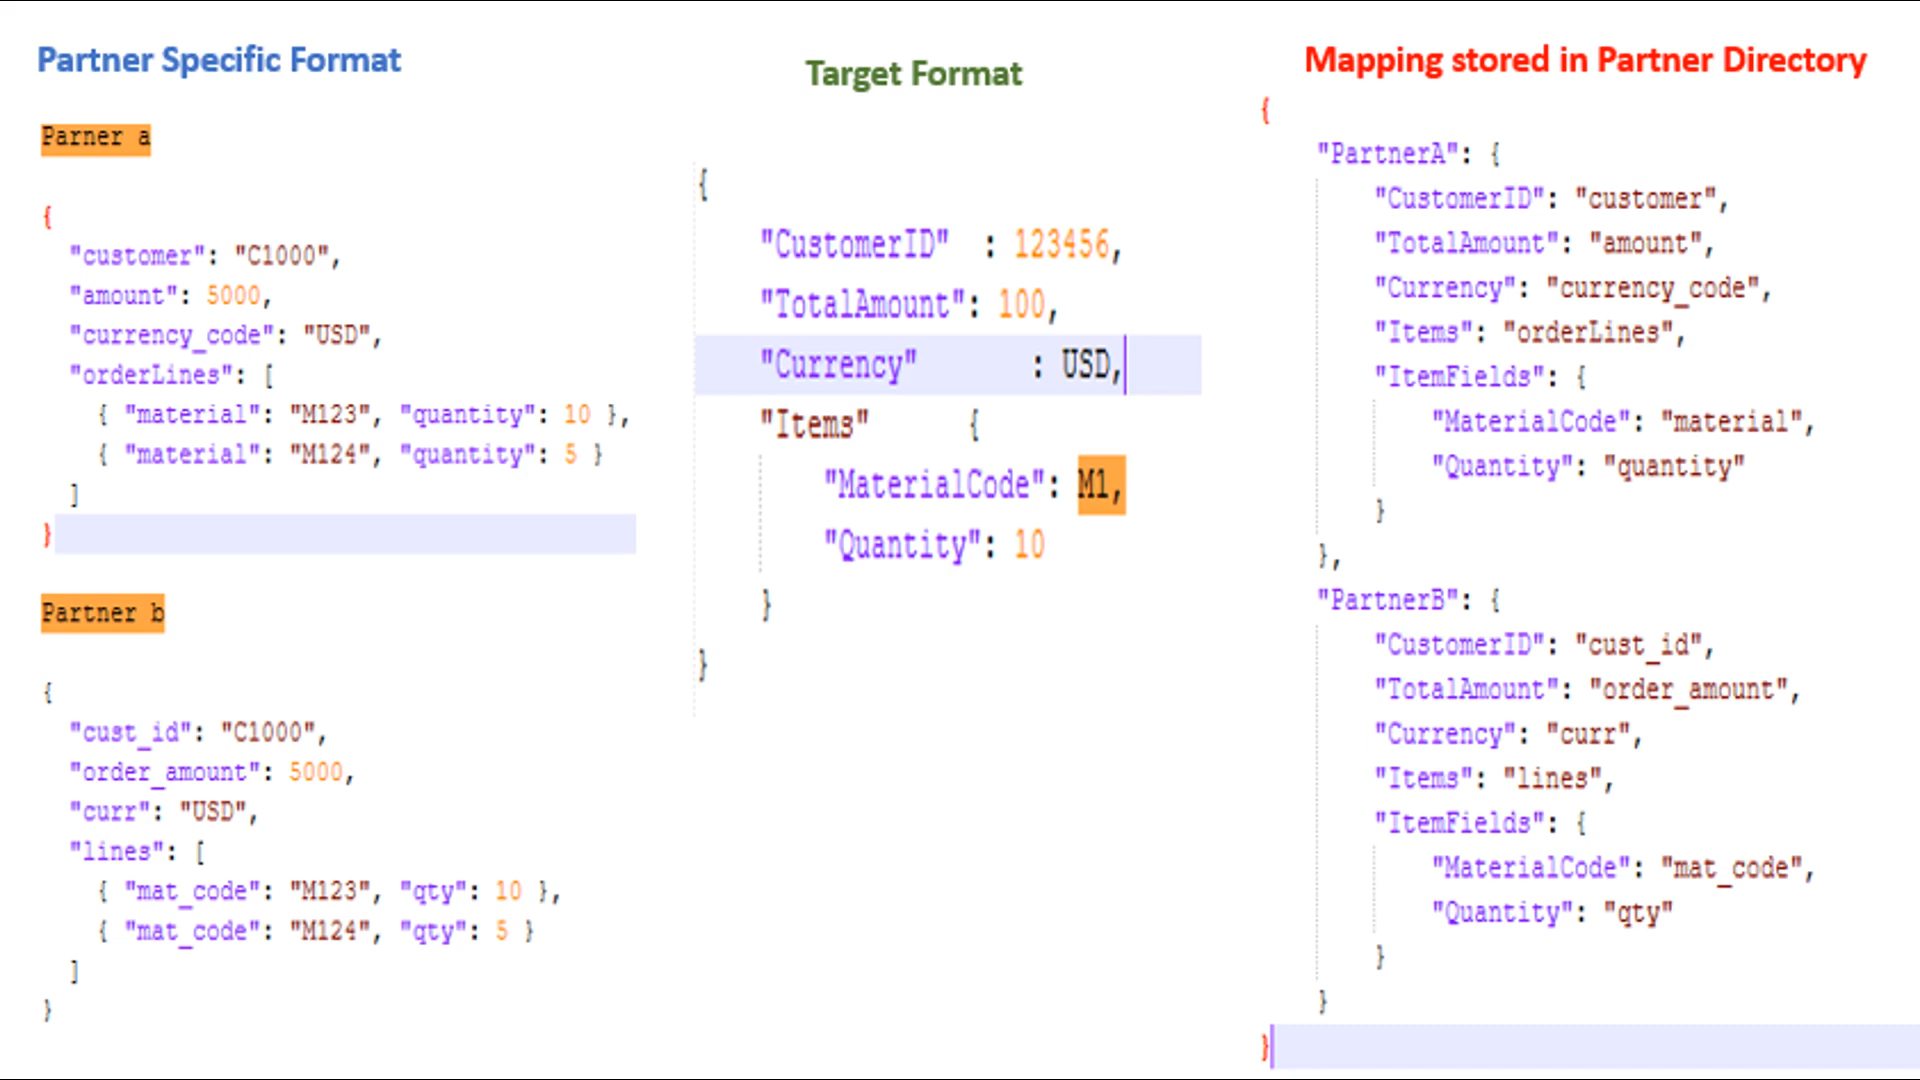 Partner Specific Format
Parner a
{
"customer": "C1000",
"amount": 5000,
"currency_code": "USD",
"orderLines": [
{ "material": "M123", "quantity": 10 },
{ "material": "M124", "quantity": 5 }
]
}
Partner b
{
"cust_id": "C1000",
"order_amount": 5000,
"curr": "USD",
"lines": [
{ "mat_code": "M123", "qty": 10 },
{ "mat_code": "M124", "qty": 5 }
]
}
Target Format
{
"CustomerID" : 123456,
"TotalAmount": 100,
"Currency" : USD,
"Items" {
"MaterialCode": M1,
"Quantity": 10
}
}
Mapping stored in Partner Directory
{
"PartnerA": {
"CustomerID": "customer",
"TotalAmount": "amount",
"Currency": "currency_code",
"Items": "orderLines",
"ItemFields": {
"MaterialCode": "material",
"Quantity": "quantity"
}
},
"PartnerB": {
"CustomerID": "cust_id",
"TotalAmount": "order_amount",
"Currency": "curr",
"Items": "lines",
"ItemFields": {
"MaterialCode": "mat_code",
"Quantity": "qty"
}
}
}